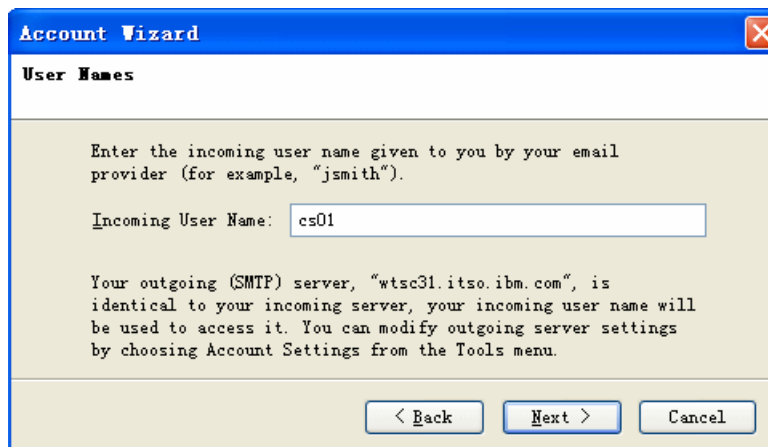 Account Wizard
User Names
Enter the incoming user name given to you by your email
provider (for example, "jsmith").
Incoming User Name: cs01
Your outgoing (SMTP) server, "wtsc31.itso.ibm.com", is
identical to your incoming server, your incoming user name will
be used to access it. You can modify outgoing server settings
by choosing Account Settings from the Tools menu.
< Back Next > Cancel